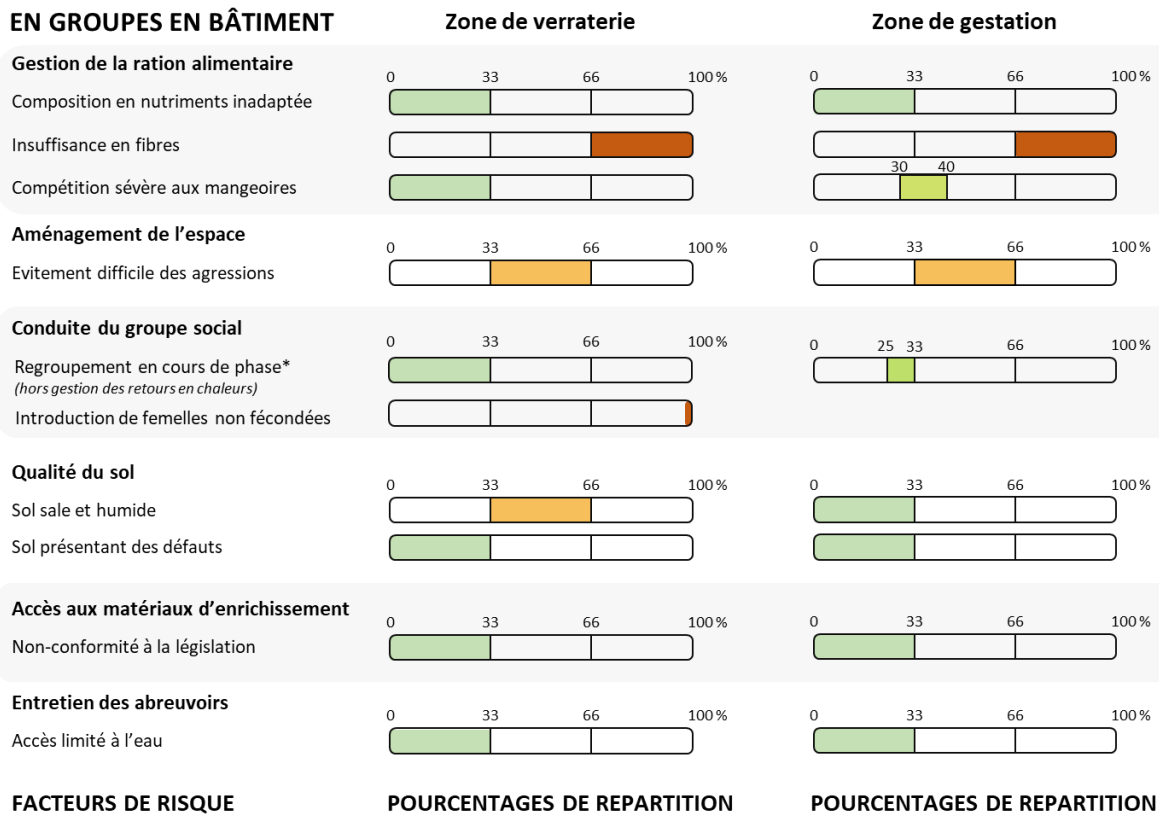 EN GROUPES EN BÂTIMENT Zone de verraterie Zone de gestation
Gestion de la ration alimentaire
0 33 66 100 % 0 33 66 100 %
Composition en nutriments inadaptée
Insuffisance en fibres
30 40
Compétition sévère aux mangeoires
Aménagement de l'espace
0 33 66 100 % 0 33 66 100 %
Evitement difficile des agressions
Conduite du groupe social
0 33 66 100 % 0 25 33 66 100 %
Regroupement en cours de phase*
(hors gestion des retours en chaleurs)
Introduction de femelles non fécondées
Qualité du sol
0 33 66 100 % 0 33 66 100 %
Sol sale et humide
Sol présentant des défauts
Accès aux matériaux d'enrichissement
0 33 66 100 % 0 33 66 100 %
Non-conformité à la législation
Entretien des abreuvoirs
0 33 66 100 % 0 33 66 100 %
Accès limité à l'eau
FACTEURS DE RISQUE POURCENTAGES DE REPARTITION POURCENTAGES DE REPARTITION